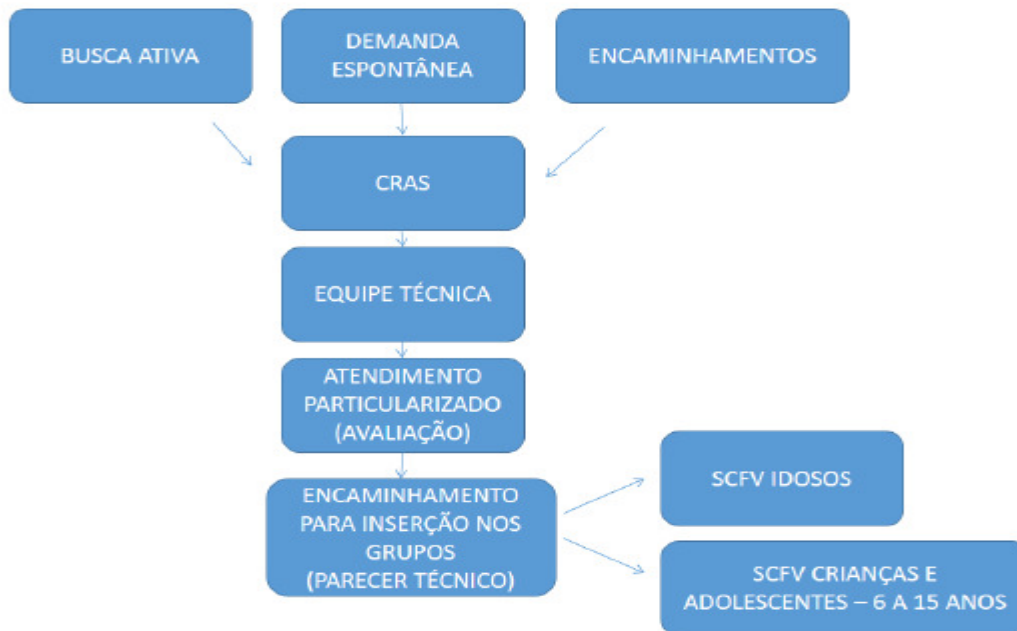 BUSCA ATIVA
DEMANDA
ESPONTÂNEA
ENCAMINHAMENTOS
CRAS
EQUIPE TÉCNICA
ATENDIMENTO
PARTICULARIZADO
(AVALIAÇÃO)
ENCAMINHAMENTO
PARA INSERÇÃO NOS
GRUPOS
(PARECER TÉCNICO)
SCFV IDOSOS
SCFV CRIANÇAS E
ADOLESCENTES – 6 A 15 ANOS